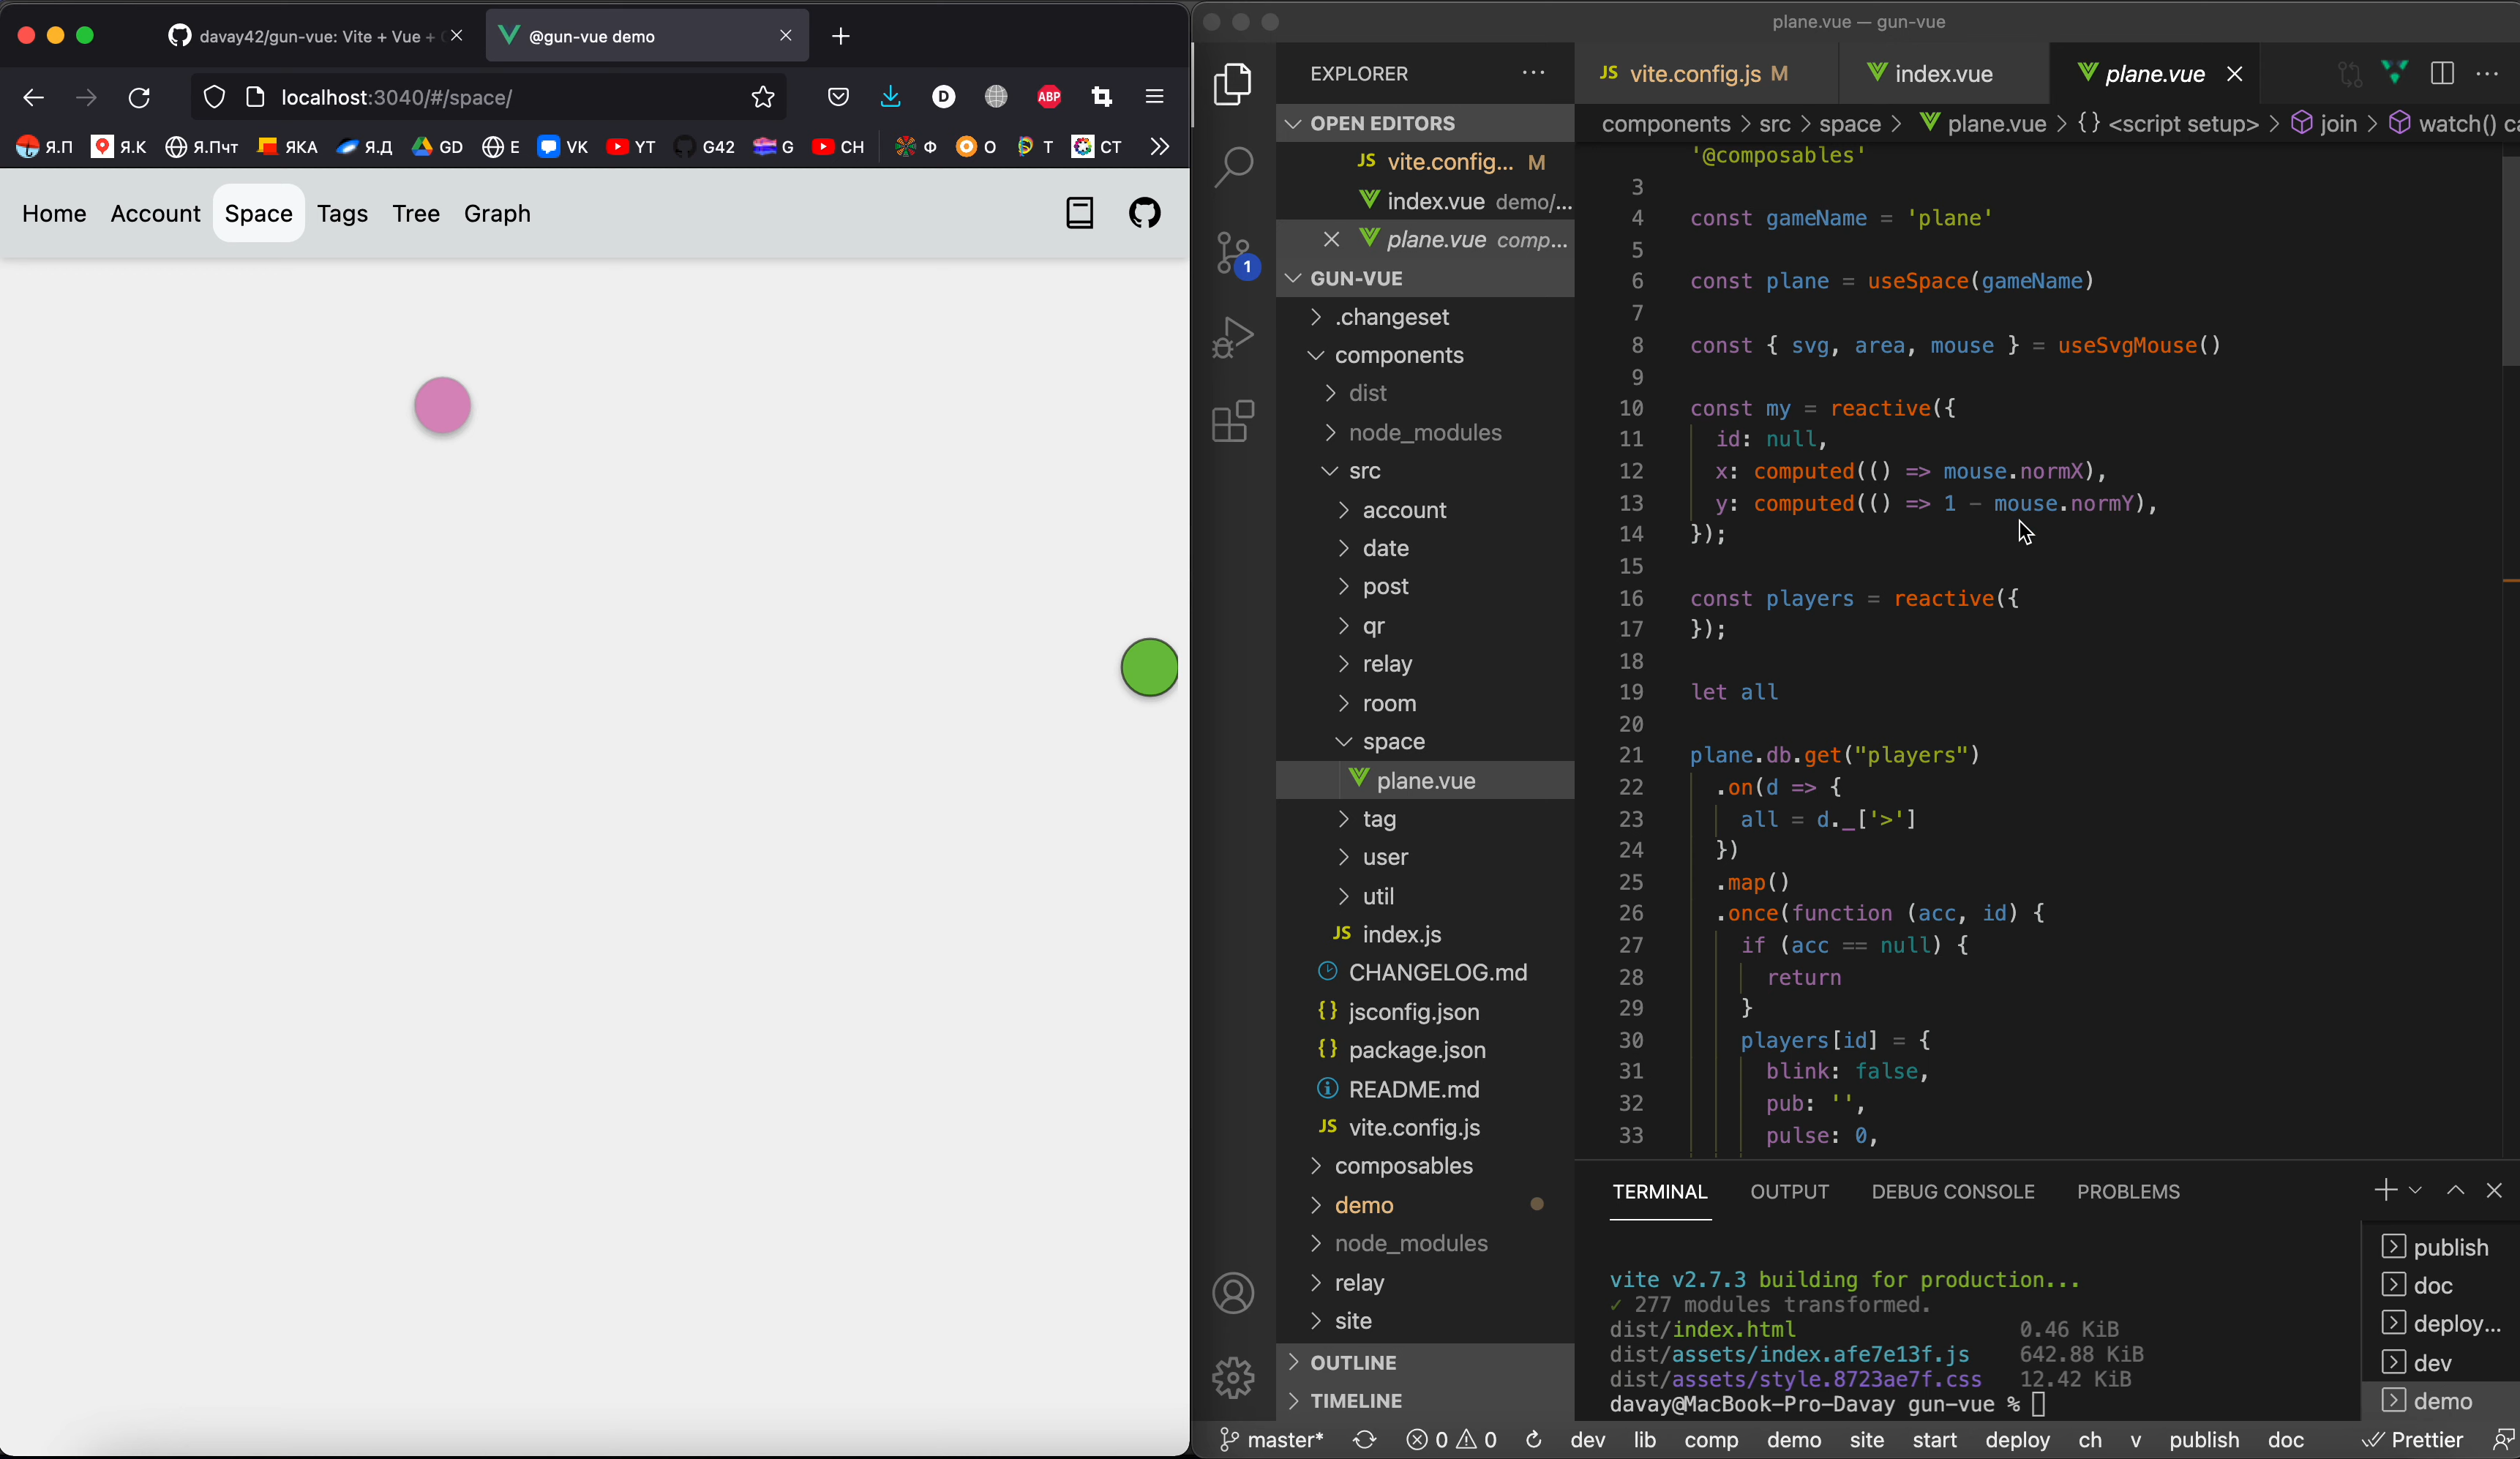 davay42/gun-vue: Vite + Vue +
@gun-vue demo
localhost:3040/#/space/
ABP
Я.П
Я.К
Я.Пчт
ЯКА
Я.Д
GD
E
VK
YT
G42
G
CH
Ф
O
T
CT
Home Account Space Tags Tree Graph
plane.vue — gun-vue
EXPLORER
OPEN EDITORS
JS vite.config... M
index.vue demo/...
plane.vue comp...
GUN-VUE
.changeset
components
dist
node_modules
src
account
date
post
qr
relay
room
space
plane.vue
tag
user
util
JS index.js
CHANGELOG.md
{} jsconfig.json
{} package.json
README.md
JS vite.config.js
composables
demo
node_modules
relay
site
OUTLINE
TIMELINE
1
JS vite.config.js M
index.vue
plane.vue
components > src > space > plane.vue > {} <script setup> > join > watch() ca
'@composables'
3
4 const gameName = 'plane'
5
6 const plane = useSpace(gameName)
7
8 const { svg, area, mouse } = useSvgMouse()
9
10 const my = reactive({
11 id: null,
12 x: computed(() => mouse.normX),
13 y: computed(() => 1 - mouse.normY),
14 });
15
16 const players = reactive({
17 });
18
19 let all
20
21 plane.db.get("players")
22 .on(d => {
23 all = d._['>']
24 })
25 .map()
26 .once(function (acc, id) {
27 if (acc == null) {
28 return
29 }
30 players[id] = {
31 blink: false,
32 pub: '',
33 pulse: 0,
TERMINAL OUTPUT DEBUG CONSOLE PROBLEMS
vite v2.7.3 building for production...
✓ 277 modules transformed.
dist/index.html 0.46 KiB
dist/assets/index.afe7e13f.js 642.88 KiB
dist/assets/style.8723ae7f.css 12.42 KiB
davay@MacBook-Pro-Davay gun-vue %
publish
doc
deploy...
dev
demo
master* 0 0 dev lib comp demo site start deploy ch v publish doc Prettier